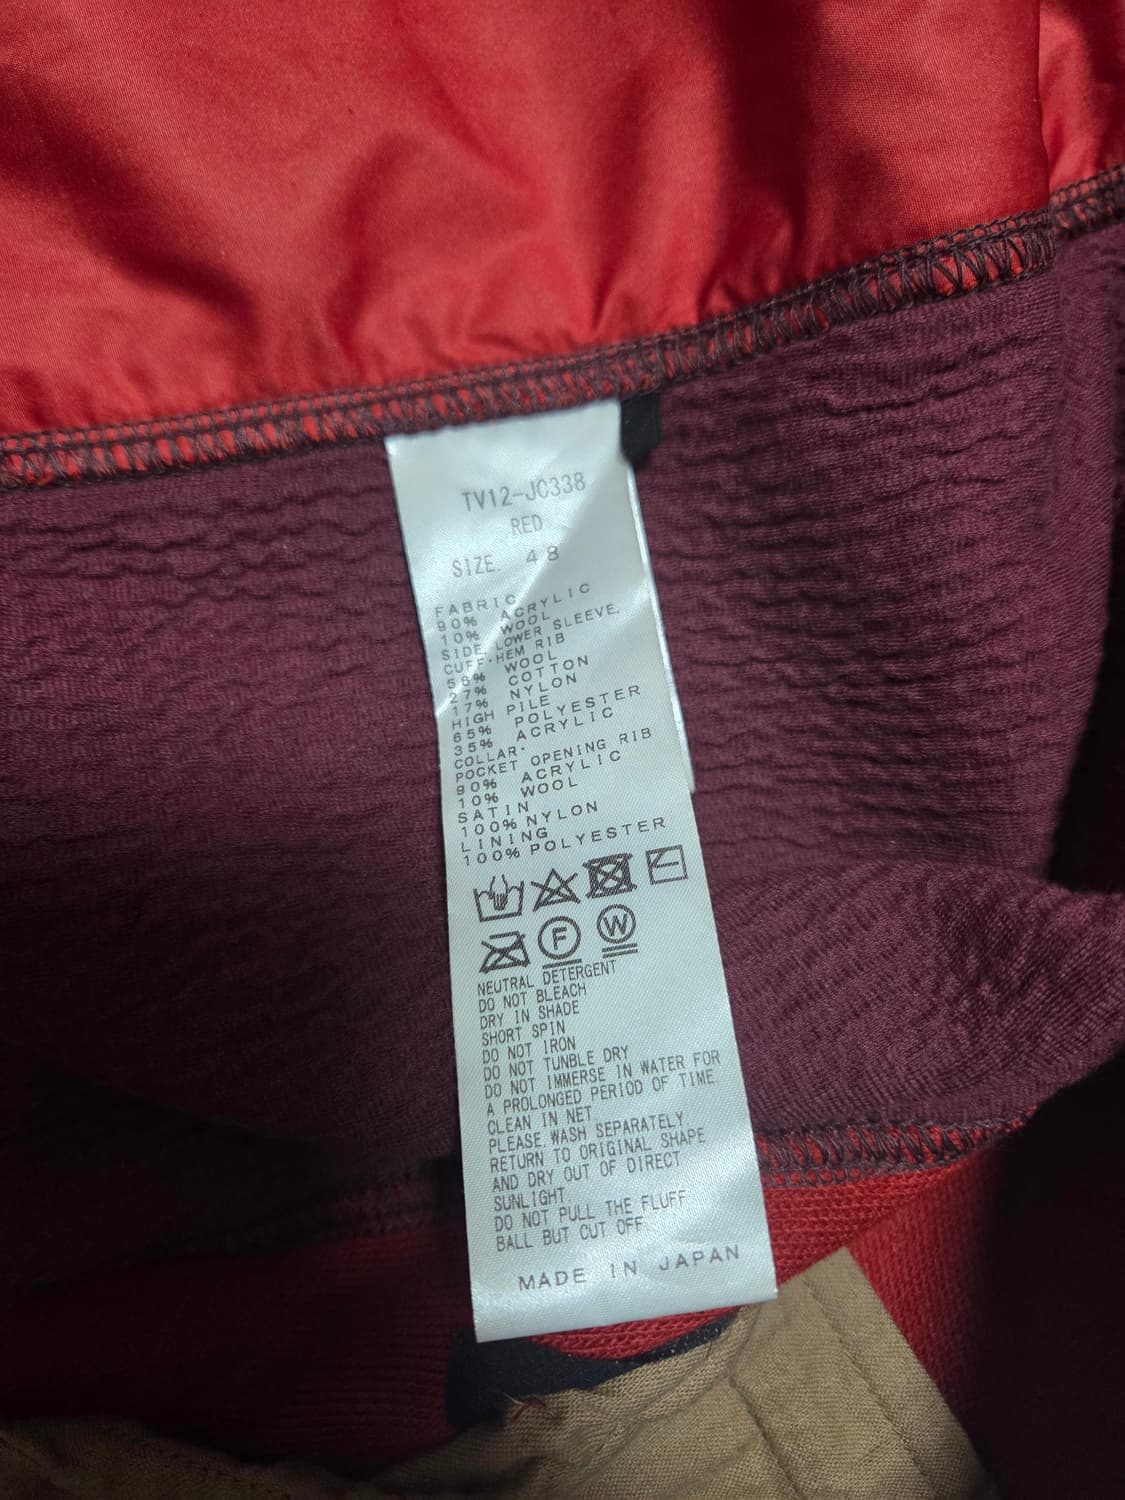 TV12-JC338
RED
SIZE. 48
FABRIC
90% ACRYLIC
10% WOOL
SIDE, LOWER SLEEVE,
CUFF·HEM RIB
56% WOOL
27% COTTON
17% NYLON
HIGH PILE
65% POLYESTER
35% ACRYLIC
COLLAR·
POCKET OPENING RIB
90% ACRYLIC
10% WOOL
SATIN
100% NYLON
LINING
100% POLYESTER
F W
NEUTRAL DETERGENT
DO NOT BLEACH
DRY IN SHADE
SHORT SPIN
DO NOT IRON
DO NOT TUNBLE DRY
DO NOT IMMERSE IN WATER FOR
A PROLONGED PERIOD OF TIME.
CLEAN IN NET
PLEASE WASH SEPARATELY
RETURN TO ORIGINAL SHAPE
AND DRY OUT OF DIRECT
SUNLIGHT
DO NOT PULL THE FLUFF
BALL BUT CUT OFF.
MADE IN JAPAN